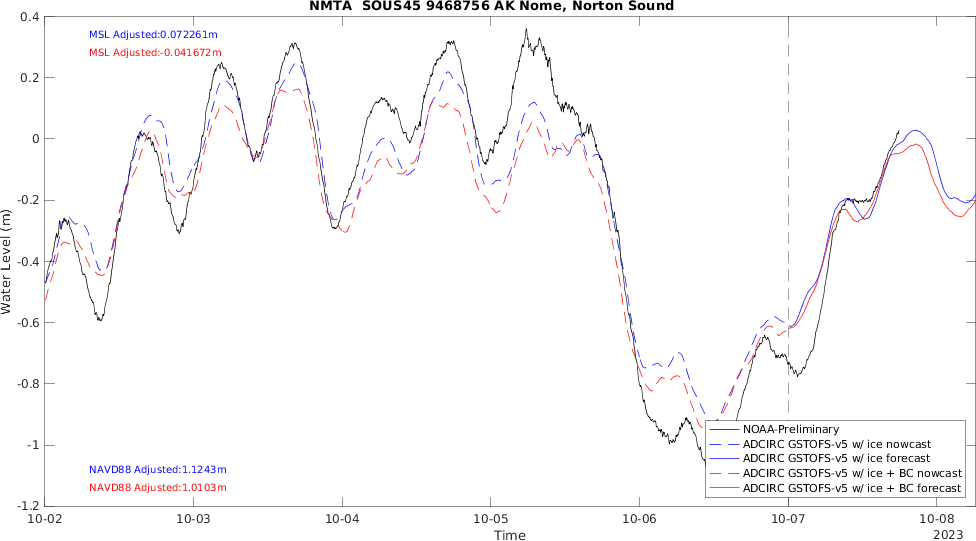 NMTA SOUS45 9468756 AK Nome, Norton Sound
0.4
0.2
0
-0.2
-0.4
-0.6
-0.8
-1
-1.2
Water Level (m)
MSL Adjusted:0.072261m
MSL Adjusted:-0.041672m
NAVD88 Adjusted:1.1243m
NAVD88 Adjusted:1.0103m
NOAA-Preliminary
ADCIRC GSTOFS-v5 w/ ice nowcast
ADCIRC GSTOFS-v5 w/ ice forecast
ADCIRC GSTOFS-v5 w/ ice + BC nowcast
ADCIRC GSTOFS-v5 w/ ice + BC forecast
10-02 10-03 10-04 10-05 10-06 10-07 10-08
Time
2023